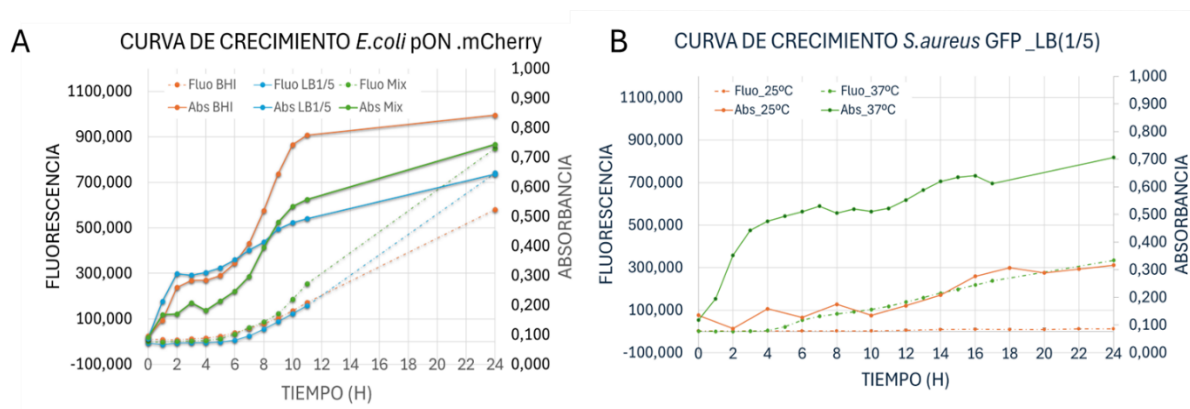 A
CURVA DE CRECIMIENTO E.coli pON .mCherry
Fluo BHI Fluo LB1/5 Fluo Mix
Abs BHI Abs LB1/5 Abs Mix
FLUORESCENCIA
1100,000
900,000
700,000
500,000
300,000
100,000
-100,000
1,000
0,900
0,800
0,700
0,600
0,500
0,400
0,300
0,200
0,100
0,000
ABSORBANCIA
0 2 4 6 8 10 12 14 16 18 20 22 24
TIEMPO (H)
B
CURVA DE CRECIMIENTO S.aureus GFP _LB(1/5)
Fluo_25ºC Fluo_37ºC
Abs_25ºC Abs_37ºC
FLUORESCENCIA
1100,000
900,000
700,000
500,000
300,000
100,000
-100,000
1,000
0,900
0,800
0,700
0,600
0,500
0,400
0,300
0,200
0,100
0,000
ABSORBANCIA
0 2 4 6 8 10 12 14 16 18 20 22 24
TIEMPO (H)